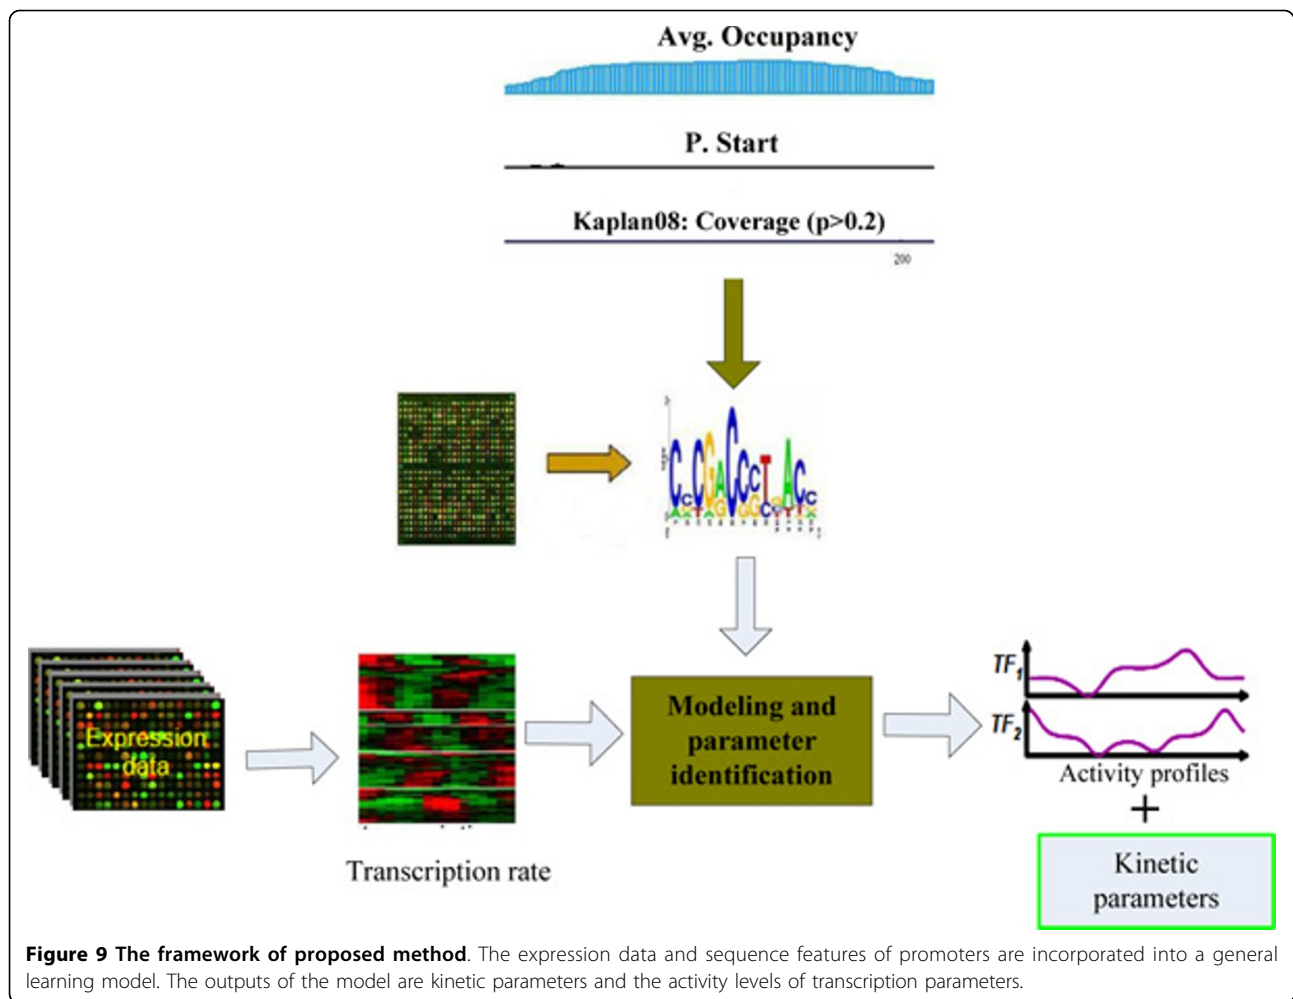 Avg. Occupancy
P. Start
Kaplan08: Coverage (p>0.2)
200
Expression
data
Transcription rate
Modeling and
parameter
identification
TF1
TF2
Activity profiles
+
Kinetic
parameters
Figure 9 The framework of proposed method. The expression data and sequence features of promoters are incorporated into a general
learning model. The outputs of the model are kinetic parameters and the activity levels of transcription parameters.